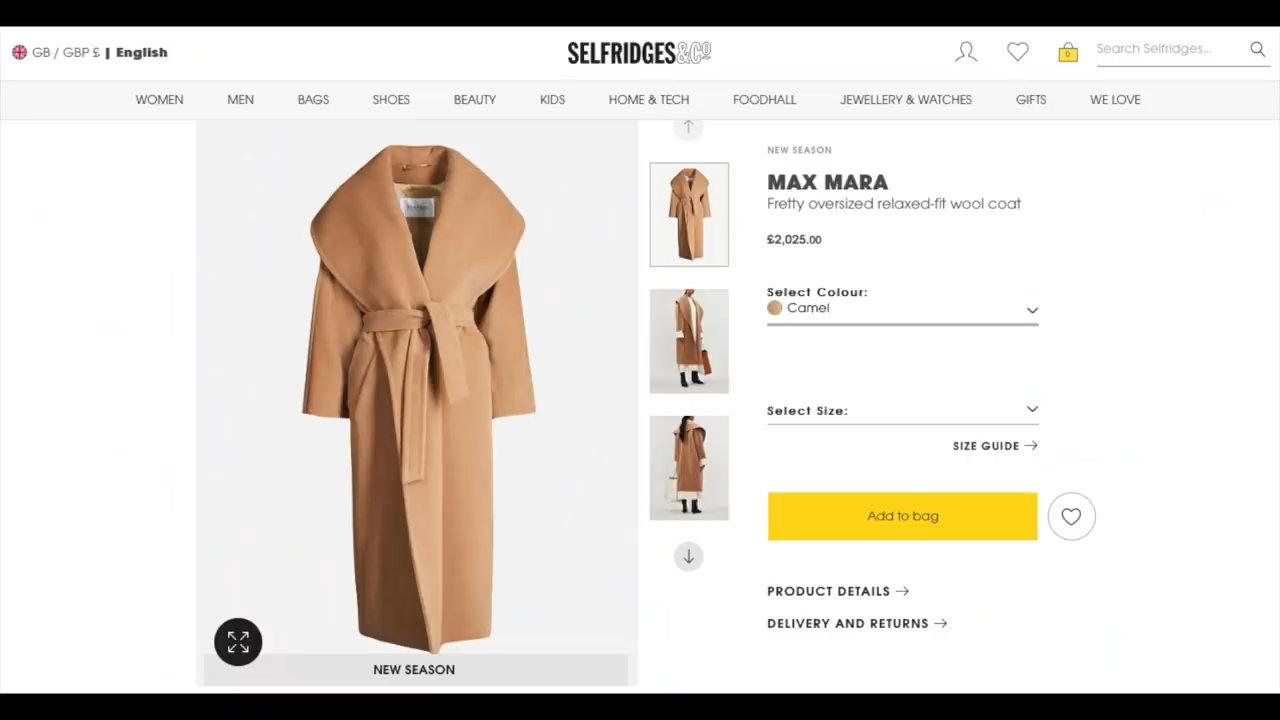 GB / GBP £ | English
SELFRIDGES&CO
0
Search Selfridges...
WOMEN
MEN
BAGS
SHOES
BEAUTY
KIDS
HOME & TECH
FOODHALL
JEWELLERY & WATCHES
GIFTS
WE LOVE
NEW SEASON
MAX MARA
Fretty oversized relaxed-fit wool coat
£2,025.00
Select Colour:
Camel
Select Size:
SIZE GUIDE
Add to bag
PRODUCT DETAILS
DELIVERY AND RETURNS
NEW SEASON